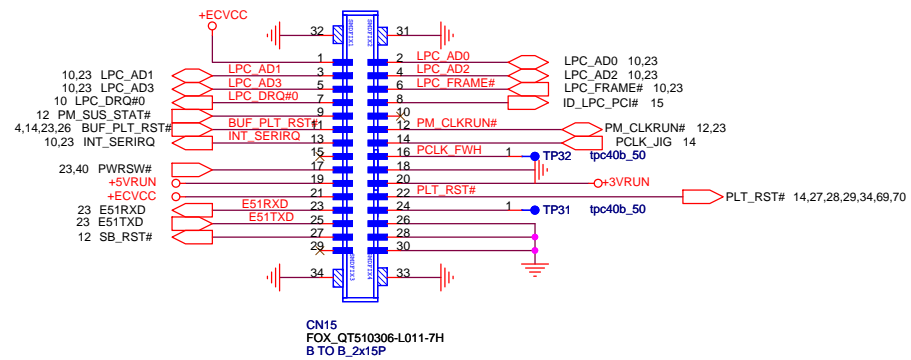 +ECVCC
32 SMDFIX1 SMDFIX2 31
1 2 LPC_AD0 LPC_AD0 10,23
10,23 LPC_AD1 LPC_AD1 3 4 LPC_AD2 LPC_AD2 10,23
10,23 LPC_AD3 LPC_AD3 5 6 LPC_FRAME# LPC_FRAME# 10,23
10 LPC_DRQ#0 LPC_DRQ#0 7 8 ID_LPC_PCI# 15
12 PM_SUS_STAT# 9 10
4,14,23,26 BUF_PLT_RST# BUF_PLT_RST# 11 12 PM_CLKRUN# PM_CLKRUN# 12,23
10,23 INT_SERIRQ INT_SERIRQ 13 14 PCLK_JIG 14
15 16 PCLK_FWH 1 TP32 tpc40b_50
23,40 PWRSW# 17 18
+5VRUN 19 20 +3VRUN
+ECVCC 21 22 PLT_RST# PLT_RST# 14,27,28,29,34,69,70
23 E51RXD E51RXD 23 24 1 TP31 tpc40b_50
23 E51TXD E51TXD 25 26
12 SB_RST# 27 28
29 30
34 SMDFIX3 SMDFIX4 33
CN15
FOX_QT510306-L011-7H
B TO B_2x15P